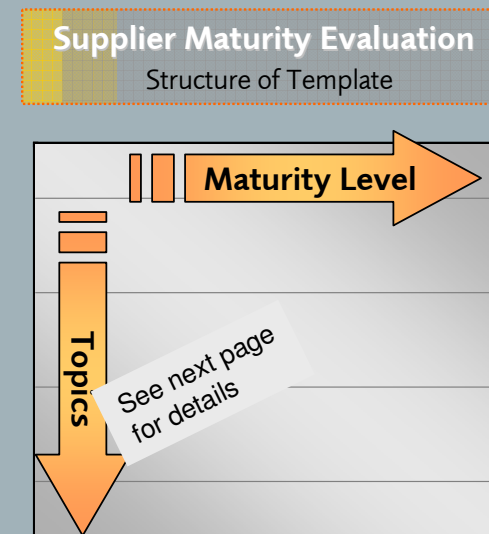 Supplier Maturity Evaluation
Structure of Template
Maturity Level
Topics
See next page
for details